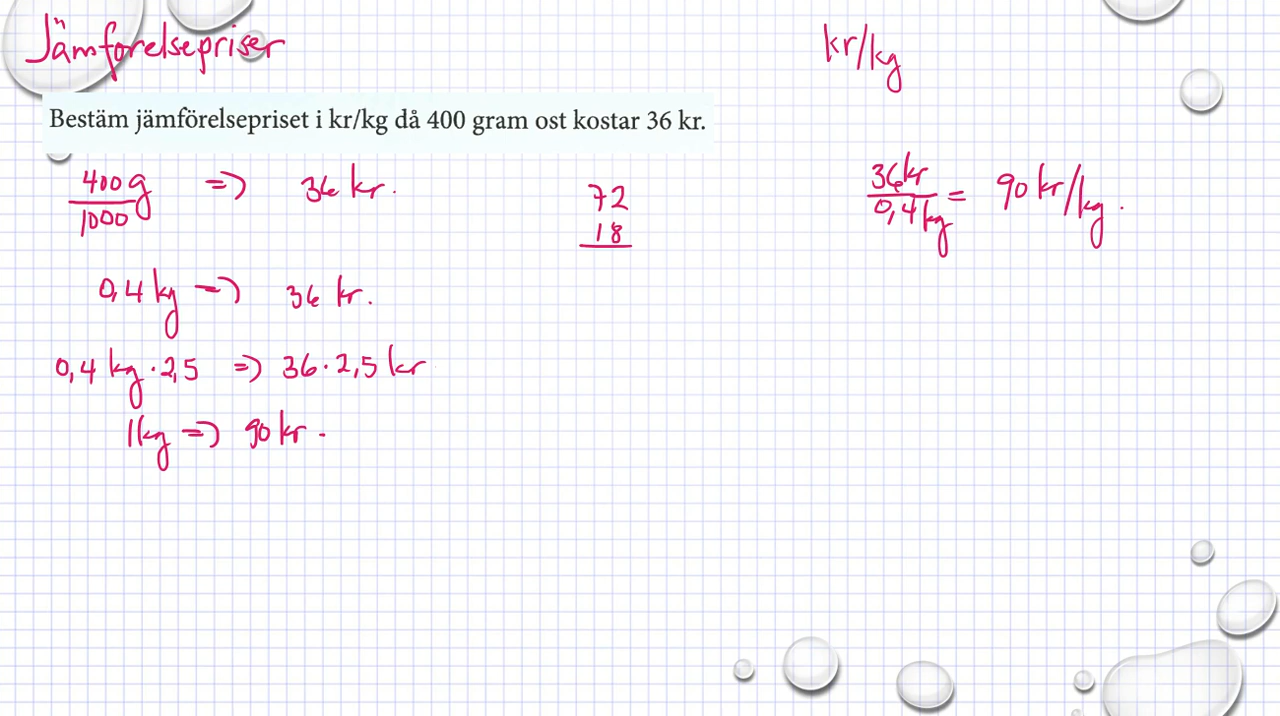 Jämförelsepriser
kr/kg
Bestäm jämförelsepriset i kr/kg då 400 gram ost kostar 36 kr.
400g => 36 kr.
1000
0,4 kg => 36 kr.
0,4 kg · 2,5 => 36 · 2,5 kr
1kg => 90 kr.
72
18
36kr
0,4kg = 90 kr/kg.